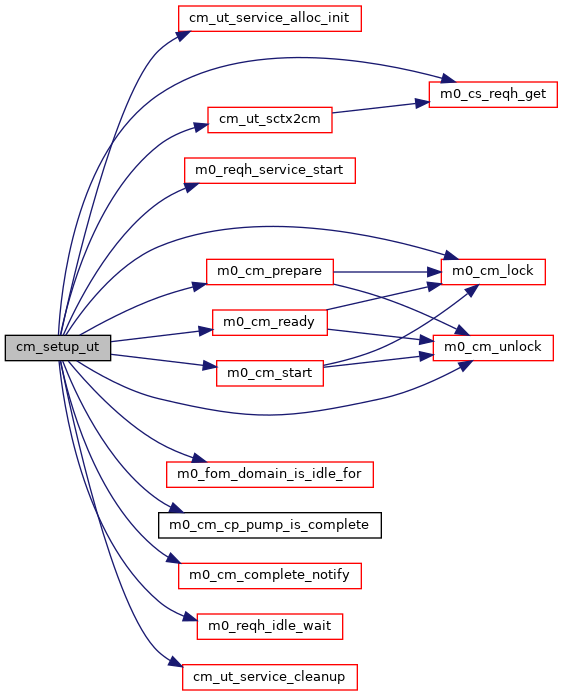 cm_ut_service_alloc_init
m0_cs_reqh_get
cm_ut_sctx2cm
m0_reqh_service_start
m0_cm_prepare
m0_cm_lock
m0_cm_ready
cm_setup_ut
m0_cm_unlock
m0_cm_start
m0_fom_domain_is_idle_for
m0_cm_cp_pump_is_complete
m0_cm_complete_notify
m0_reqh_idle_wait
cm_ut_service_cleanup